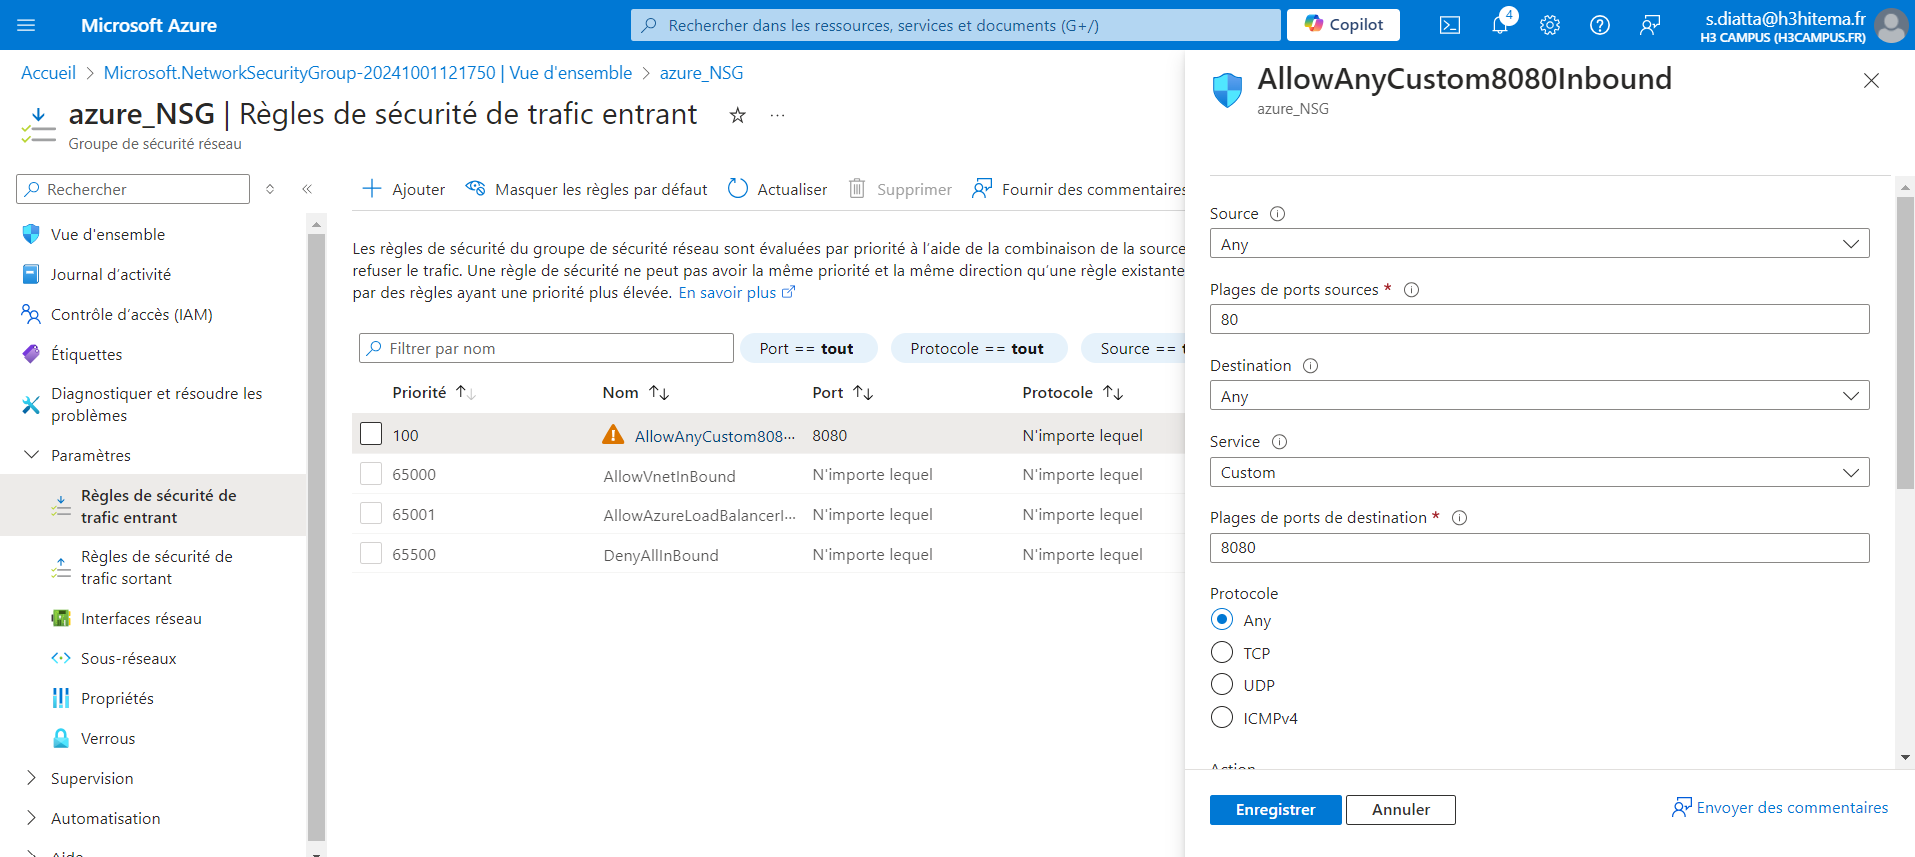 Microsoft Azure
Rechercher dans les ressources, services et documents (G+/)
Copilot
4
s.diatta@h3hitema.fr
H3 CAMPUS (H3CAMPUS.FR)
Accueil > Microsoft.NetworkSecurityGroup-20241001121750 | Vue d'ensemble > azure_NSG
azure_NSG | Règles de sécurité de trafic entrant
Groupe de sécurité réseau
Rechercher
Vue d'ensemble
Journal d'activité
Contrôle d'accès (IAM)
Étiquettes
Diagnostiquer et résoudre les
problèmes
Paramètres
Règles de sécurité de
trafic entrant
Règles de sécurité de
trafic sortant
Interfaces réseau
Sous-réseaux
Propriétés
Verrous
Supervision
Automatisation
Aide
Ajouter
Masquer les règles par défaut
Actualiser
Supprimer
Fournir des commentaires
Les règles de sécurité du groupe de sécurité réseau sont évaluées par priorité à l'aide de la combinaison de la source
refuser le trafic. Une règle de sécurité ne peut pas avoir la même priorité et la même direction qu'une règle existante
par des règles ayant une priorité plus élevée. En savoir plus
Filtrer par nom
Port == tout
Protocole == tout
Source ==
Priorité Nom Port Protocole
100 AllowAnyCustom808··· 8080 N'importe lequel
65000 AllowVnetInBound N'importe lequel N'importe lequel
65001 AllowAzureLoadBalancerI··· N'importe lequel N'importe lequel
65500 DenyAllInBound N'importe lequel N'importe lequel
AllowAnyCustom8080Inbound
azure_NSG
Source
Any
Plages de ports sources *
80
Destination
Any
Service
Custom
Plages de ports de destination *
8080
Protocole
Any
TCP
UDP
ICMPv4
Action
Enregistrer
Annuler
Envoyer des commentaires